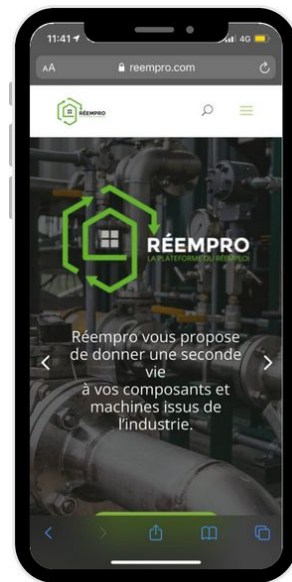 11:41
4G
AA
reempro.com
RÉEMPRO
RÉEMPRO
LA PLATEFORME DU RÉEMPLOI
Réempro vous propose
de donner une seconde
vie
à vos composants et
machines issus de
l'industrie.